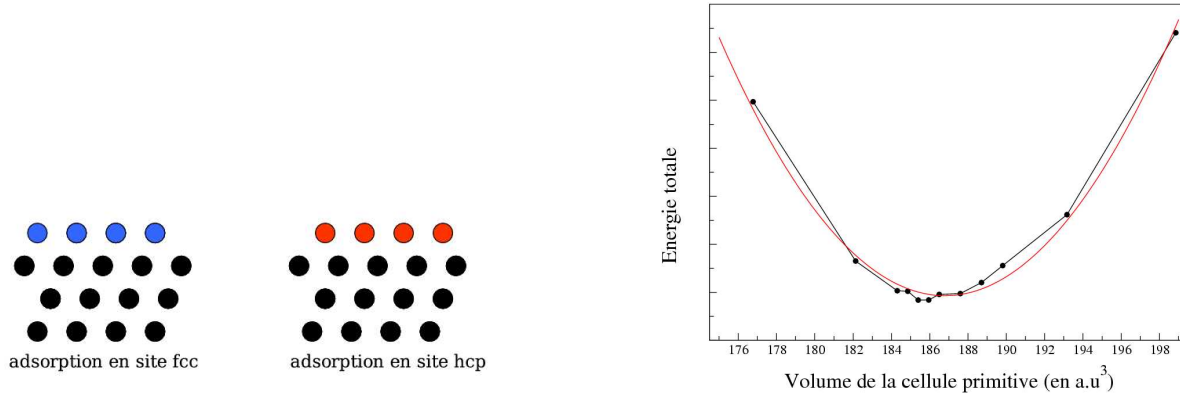 adsorption en site fcc
adsorption en site hcp
Energie totale
176 178 180 182 184 186 188 190 192 194 196 198
Volume de la cellule primitive (en a.u³)